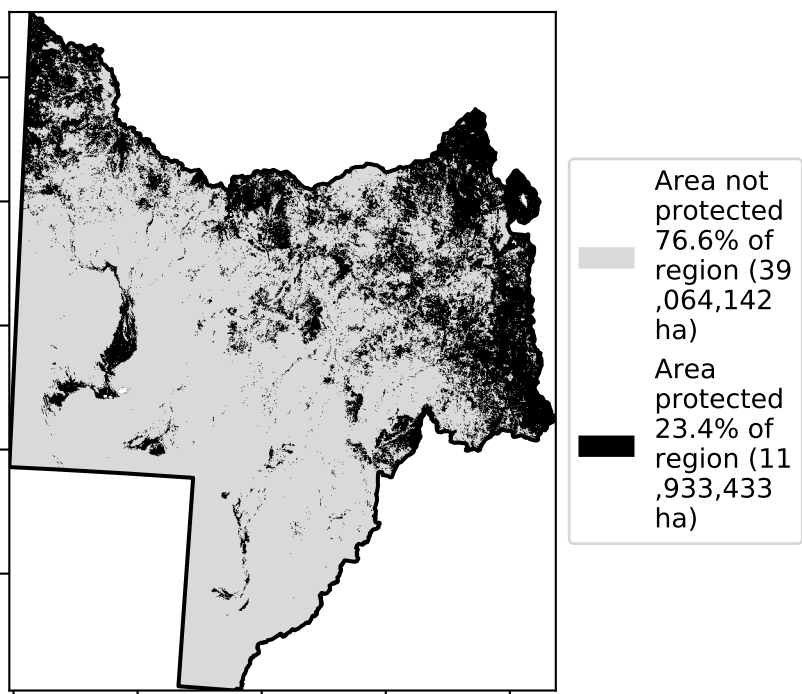 Area not
protected
76.6% of
region (39
,064,142
ha)
Area
protected
23.4% of
region (11
,933,433
ha)